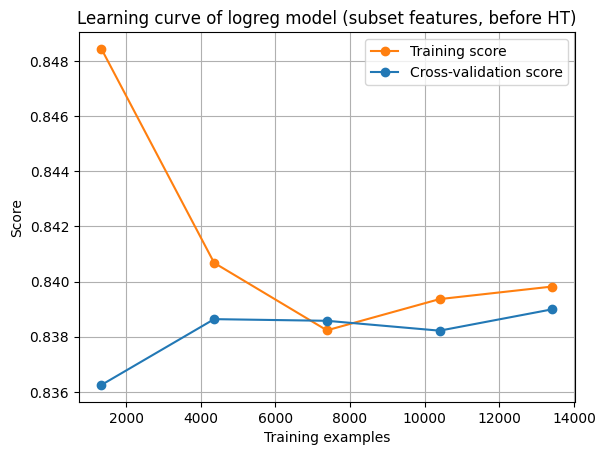 Learning curve of logreg model (subset features, before HT)
Training score
Cross-validation score
0.848
0.846
0.844
0.842
0.840
0.838
0.836
Score
2000 4000 6000 8000 10000 12000 14000
Training examples